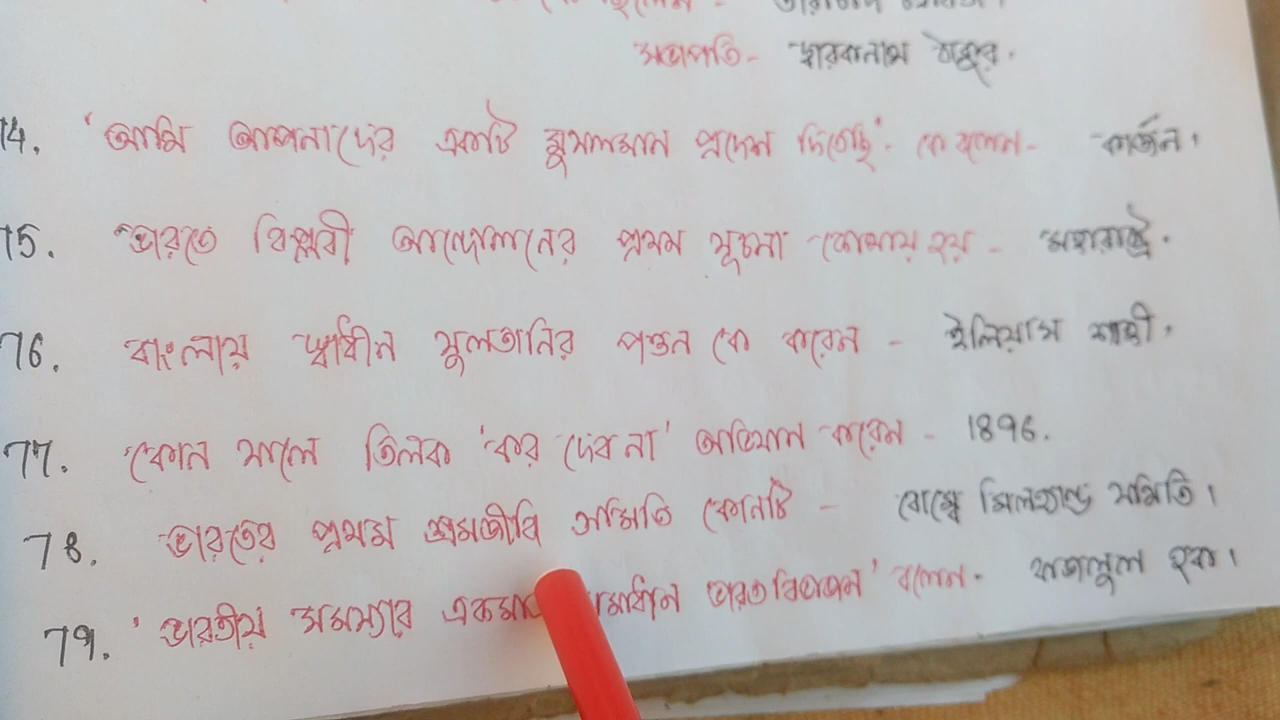 সভাপতি - দ্বারকানাথ ঠাকুর.
74. 'আমি আপনাদের একটি মুসলমান প্রদেশ দিতেছি'. কে বলেন - কার্জন।
75. ভারতে বিপ্লবী আন্দোলনের প্রথম সূচনা কোথায় হয় - মহারাষ্ট্রে.
76. বাংলায় স্বাধীন সুলতানির পত্তন কে করেন - ইলিয়াস শাহী.
77. কোন সালে তিলক 'কর দেবনা' অভিযান করেন - 1896.
78. ভারতের প্রথম শ্রমজীবি সমিতি কোনটি - বোম্বে মিলহ্যান্ড সমিতি।
79. 'ভারতীয় সমস্যার ভারত বিভাজন' বলেন - ফজলুল হক।